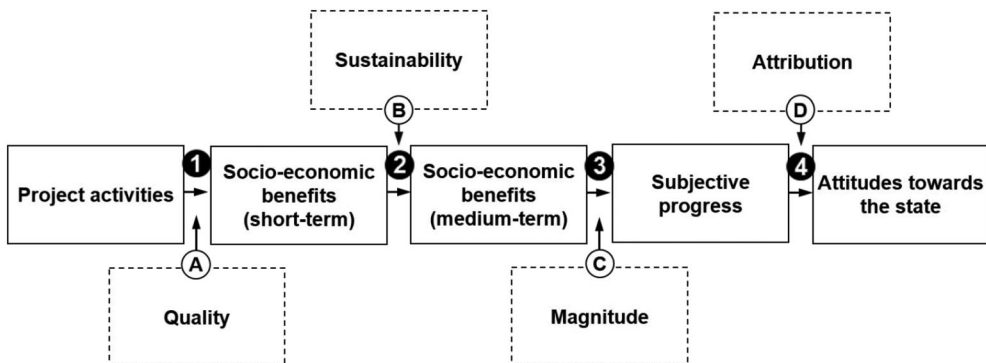 Sustainability
Attribution
B
D
1
2
3
4
Project activities
Socio-economic
benefits
(short-term)
Socio-economic
benefits
(medium-term)
Subjective
progress
Attitudes towards
the state
A
C
Quality
Magnitude